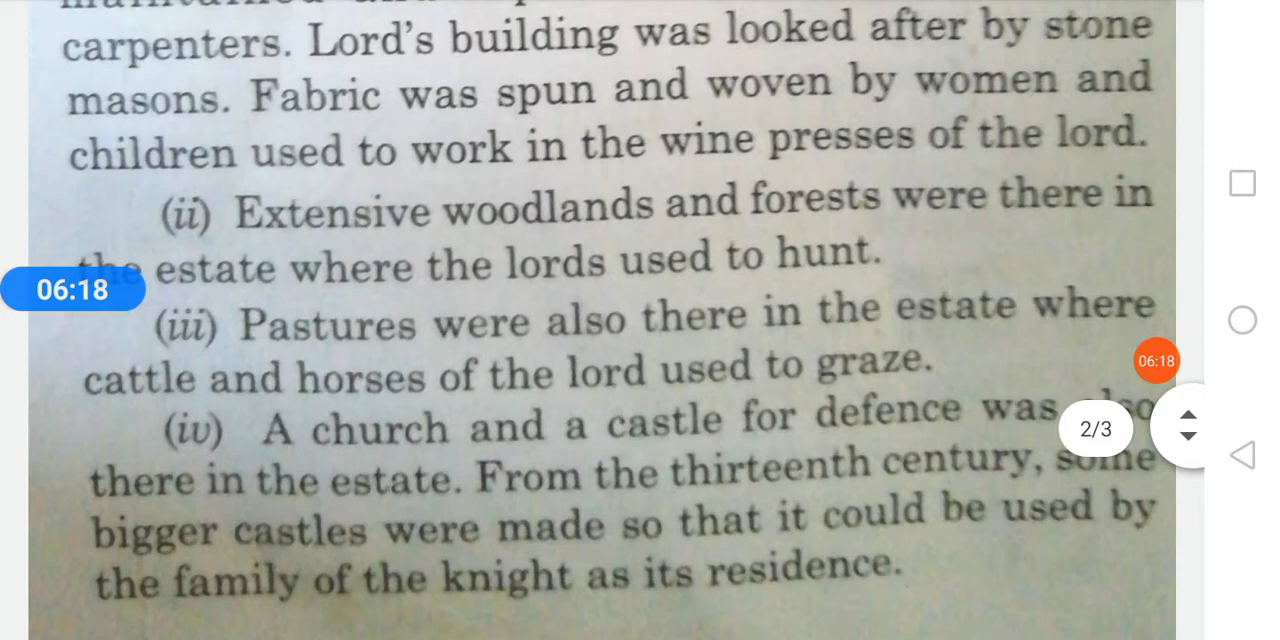 carpenters. Lord's building was looked after by stone
masons. Fabric was spun and woven by women and
children used to work in the wine presses of the lord.
(ii) Extensive woodlands and forests were there in
the estate where the lords used to hunt.
06:18
(iii) Pastures were also there in the estate where
cattle and horses of the lord used to graze.
06:18
(iv) A church and a castle for defence was also
2/3
there in the estate. From the thirteenth century, some
bigger castles were made so that it could be used by
the family of the knight as its residence.